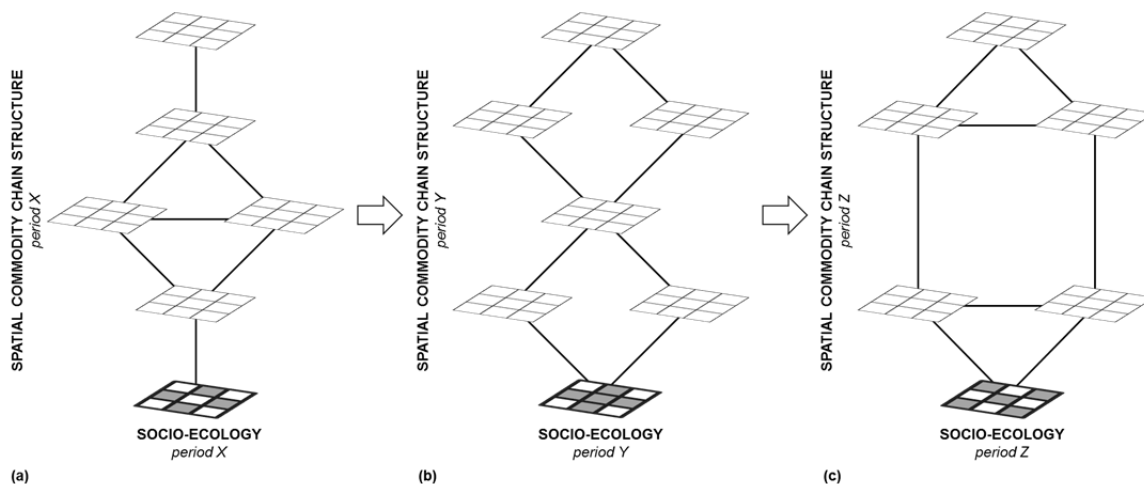 SPATIAL COMMODITY CHAIN STRUCTURE
period X
SOCIO-ECOLOGY
period X
(a)
SPATIAL COMMODITY CHAIN STRUCTURE
period Y
SOCIO-ECOLOGY
period Y
(b)
SPATIAL COMMODITY CHAIN STRUCTURE
period Z
SOCIO-ECOLOGY
period Z
(c)